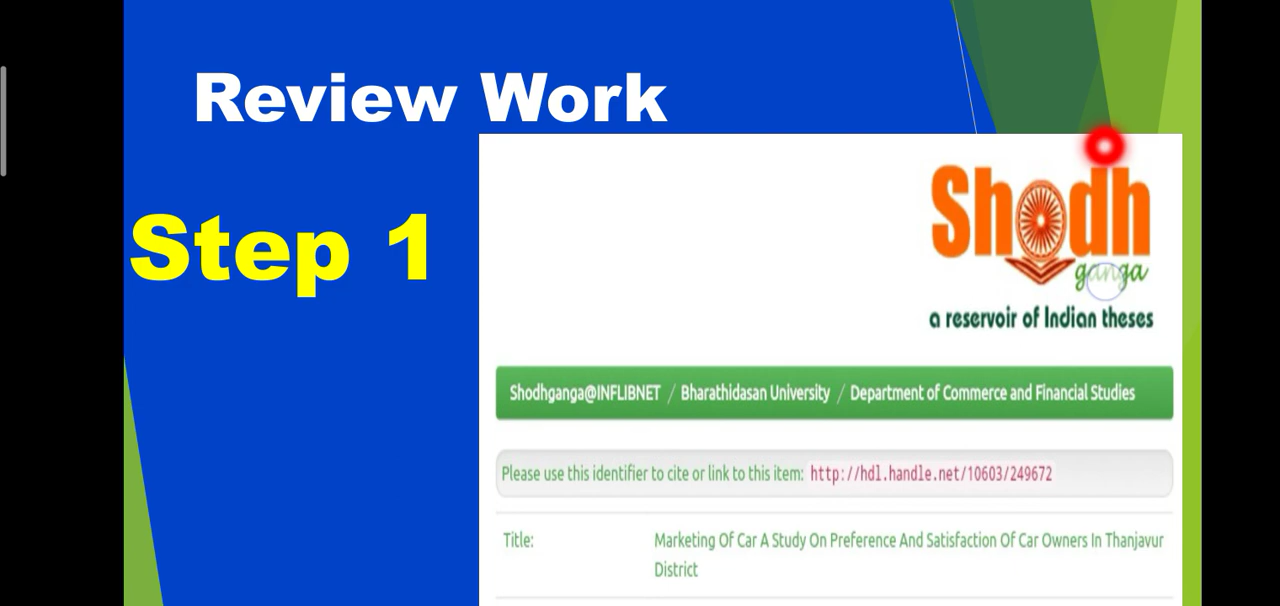 Review Work
Step 1
Shodh
ganga
a reservoir of Indian theses
Shodhganga@INFLIBNET / Bharathidasan University / Department of Commerce and Financial Studies
Please use this identifier to cite or link to this item: http://hdl.handle.net/10603/249672
Title: Marketing Of Car A Study On Preference And Satisfaction Of Car Owners In Thanjavur
District